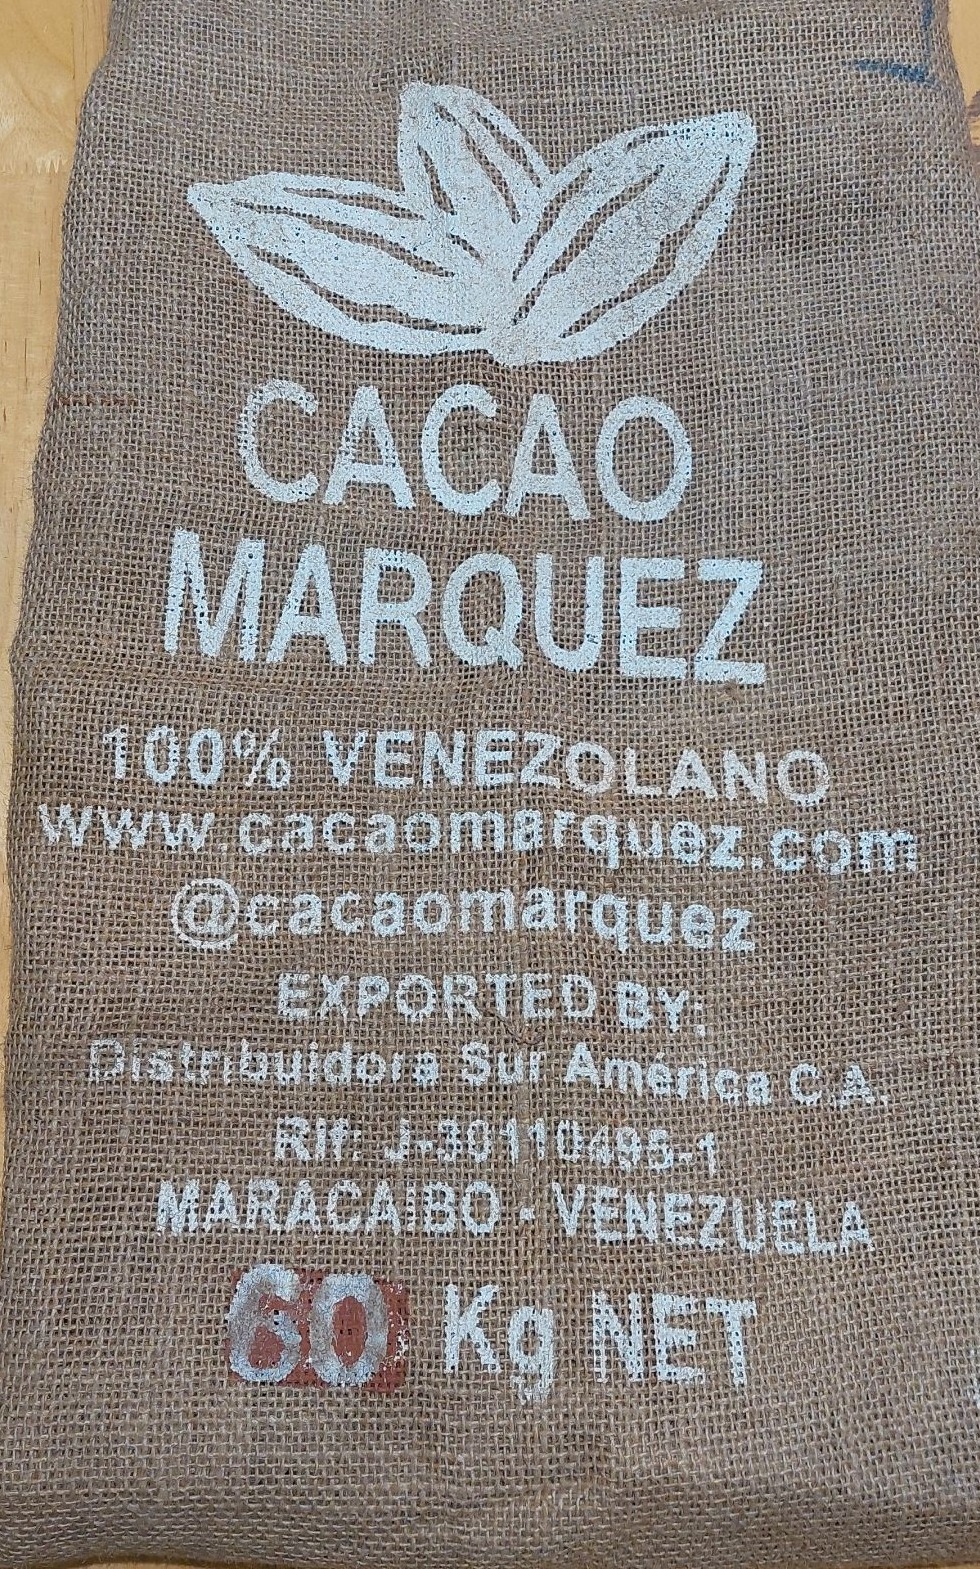 CACAO
MARQUEZ
100% VENEZOLANO
www.cacaomarquez.com
@cacaomarquez
EXPORTED BY:
Distribuidora Sur América C.A.
Rif: J-30110495-1
MARACAIBO - VENEZUELA
60 Kg NET